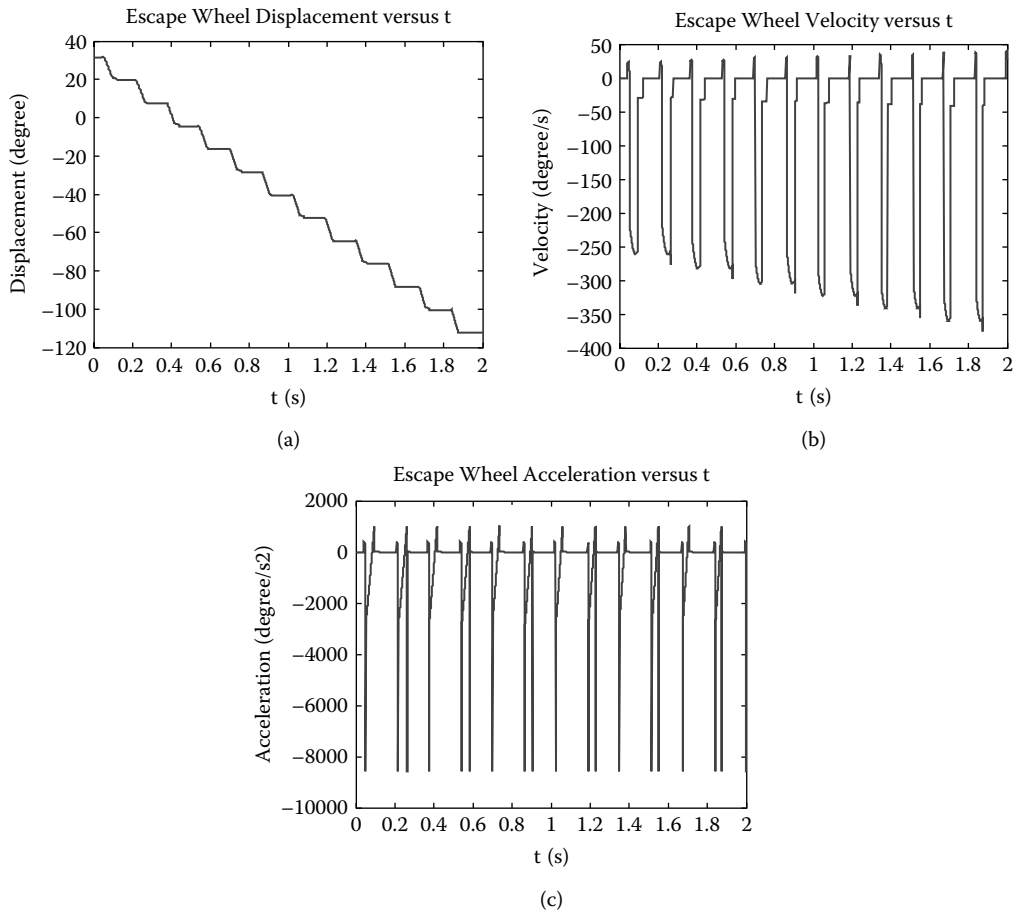 Escape Wheel Displacement versus t
40
20
0
−20
−40
−60
−80
−100
−120
Displacement (degree)
0 0.2 0.4 0.6 0.8 1 1.2 1.4 1.6 1.8 2
t (s)
(a)
Escape Wheel Velocity versus t
50
0
−50
−100
−150
−200
−250
−300
−350
−400
Velocity (degree/s)
0 0.2 0.4 0.6 0.8 1 1.2 1.4 1.6 1.8 2
t (s)
(b)
Escape Wheel Acceleration versus t
2000
0
−2000
−4000
−6000
−8000
−10000
Acceleration (degree/s2)
0 0.2 0.4 0.6 0.8 1 1.2 1.4 1.6 1.8 2
t (s)
(c)